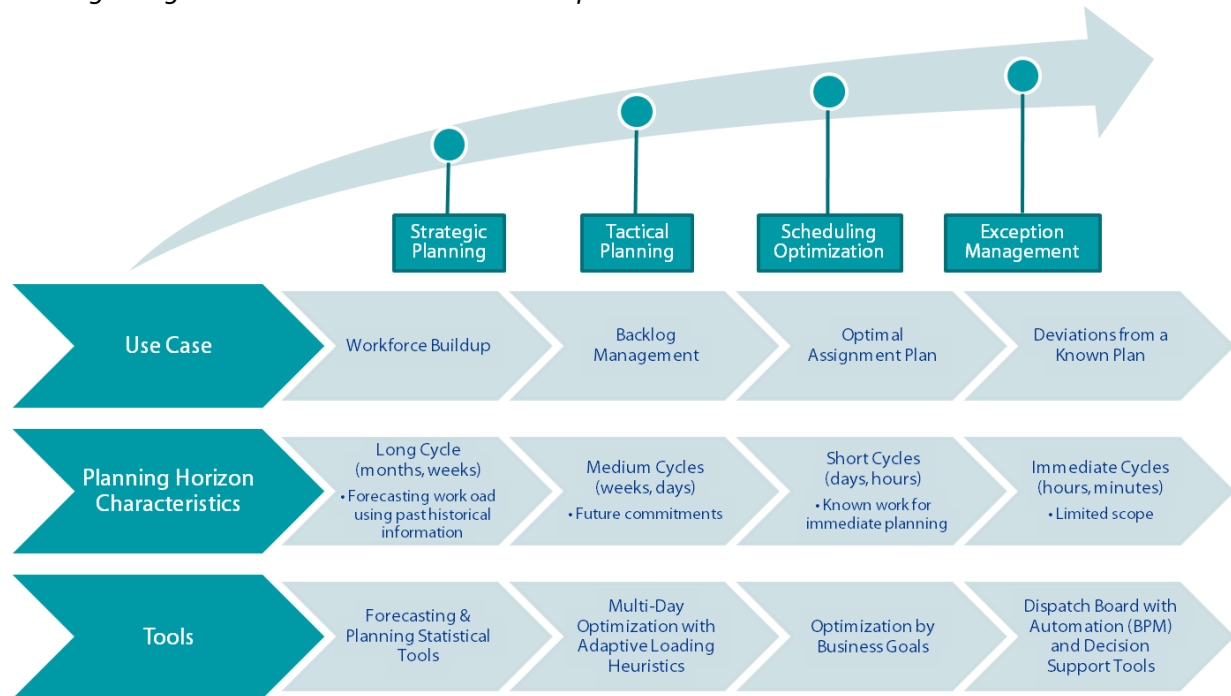 Strategic
Planning
Tactical
Planning
Scheduling
Optimization
Exception
Management
Use Case
Workforce Buildup
Backlog
Management
Optimal
Assignment Plan
Deviations from a
Known Plan
Planning Horizon
Characteristics
Long Cycle
(months, weeks)
• Forecasting work oad
using past historical
information
Medium Cycles
(weeks, days)
• Future commitments
Short Cycles
(days, hours)
• Known work for
immediate planning
Immediate Cycles
(hours, minutes)
• Limited scope
Tools
Forecasting &
Planning Statistical
Tools
Multi-Day
Optimization with
Adaptive Loading
Heuristics
Optimization by
Business Goals
Dispatch Board with
Automation (BPM)
and Decision
Support Tools